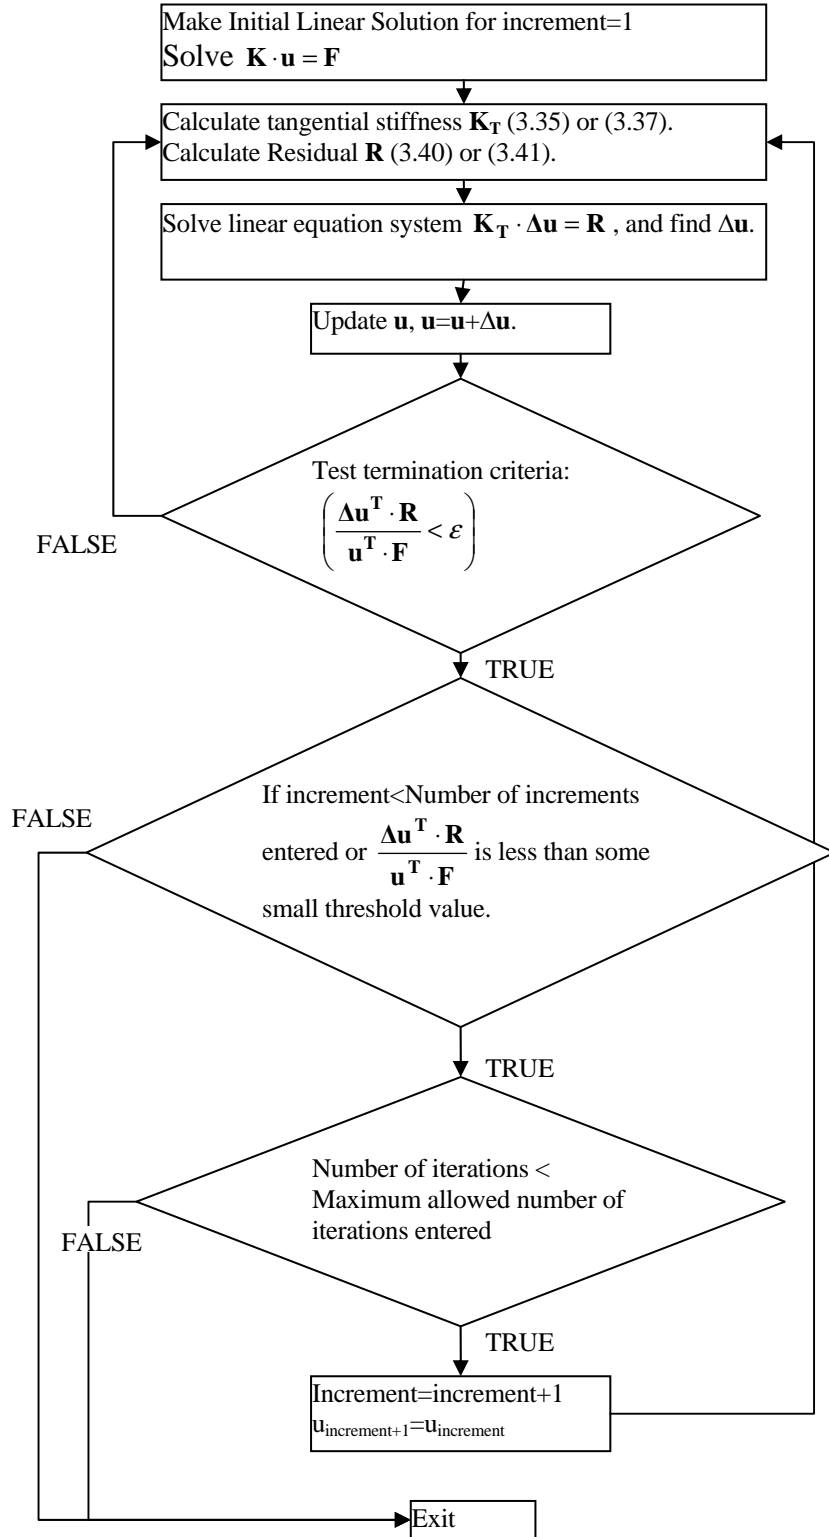 Make Initial Linear Solution for increment=1
Solve K · u = F
Calculate tangential stiffness K_T (3.35) or (3.37).
Calculate Residual R (3.40) or (3.41).
Solve linear equation system K_T · Δu = R , and find Δu.
Update u, u=u+Δu.
Test termination criteria:
(Δu^T · R / u^T · F < ε)
FALSE
TRUE
If increment<Number of increments
entered or Δu^T · R / u^T · F is less than some
small threshold value.
FALSE
TRUE
Number of iterations <
Maximum allowed number of
iterations entered
FALSE
TRUE
Increment=increment+1
u_increment+1=u_increment
Exit